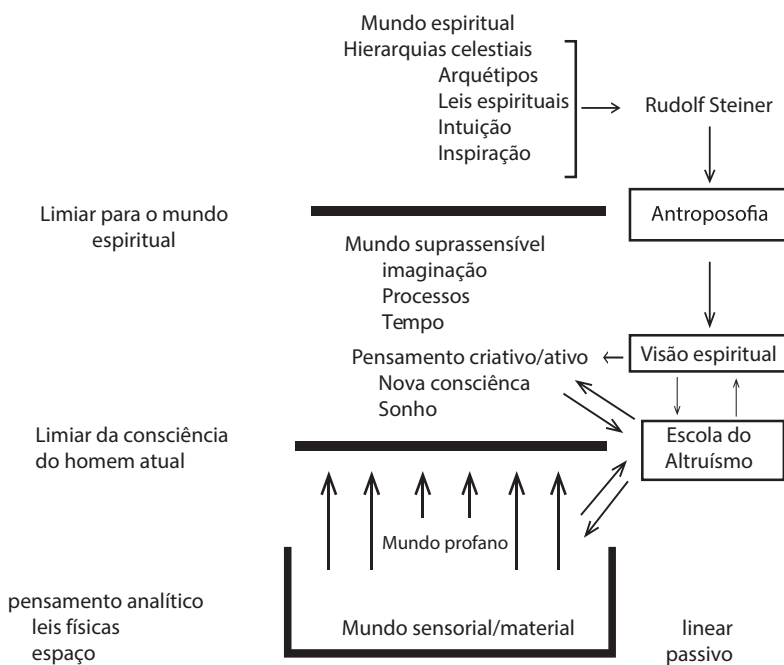 Mundo espiritual
Hierarquias celestiais
Arquétipos
Leis espirituais
Intuição
Inspiração
Rudolf Steiner
Limiar para o mundo
espiritual
Antroposofia
Mundo suprassensível
imaginação
Processos
Tempo
Pensamento criativo/ativo
Nova consciênca
Sonho
Visão espiritual
Limiar da consciência
do homem atual
Escola do
Altruísmo
Mundo profano
pensamento analítico
leis físicas
espaço
Mundo sensorial/material
linear
passivo